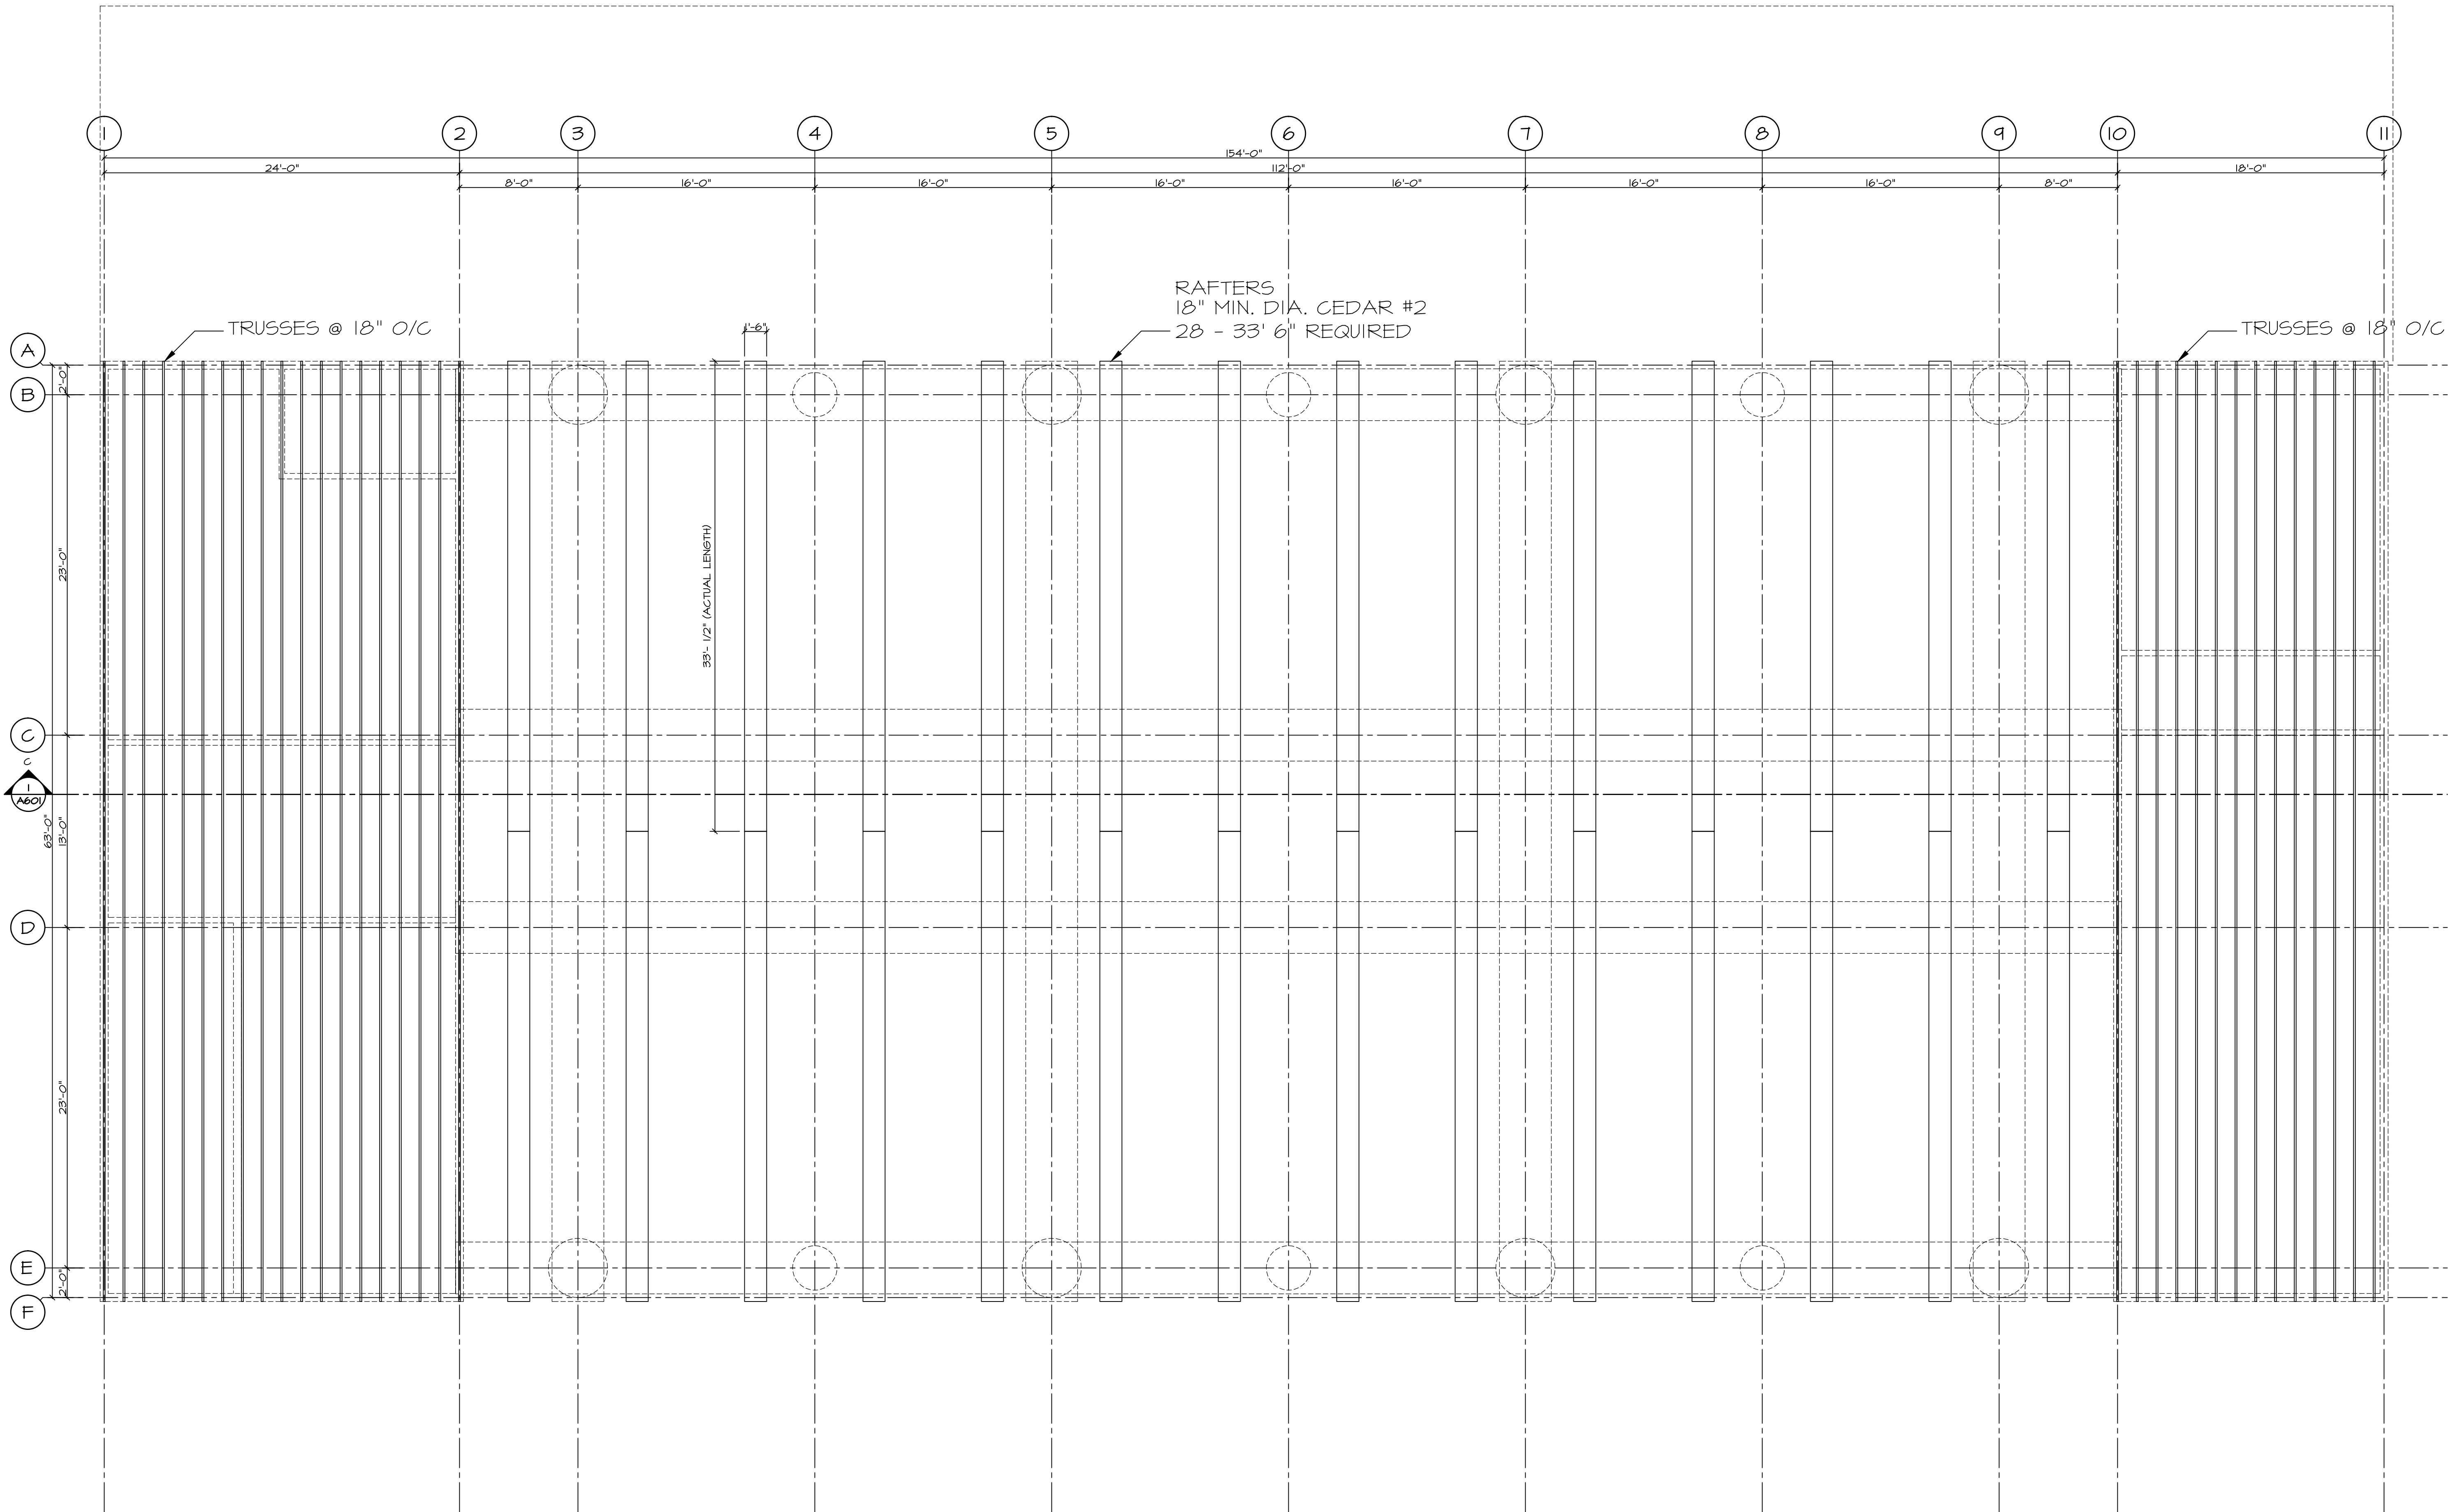 1 2 3 4 5 6 7 8 9 10 11
154'-0"
24'-0" 112'-0" 18'-0"
8'-0" 16'-0" 16'-0" 16'-0" 16'-0" 16'-0" 16'-0" 8'-0"
RAFTERS
18" MIN. DIA. CEDAR #2
28 - 33' 6" REQUIRED
TRUSSES @ 18" O/C
1'-6"
TRUSSES @ 18" O/C
A
2'-0"
B
23'-0"
33'- 1/2" (ACTUAL LENGTH)
C
C
1
A601
63'-0"
13'-0"
D
23'-0"
E
2'-0"
F